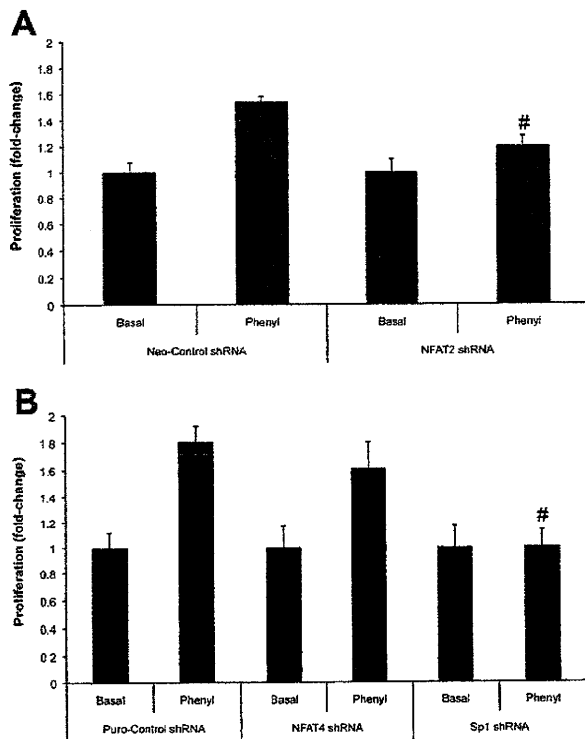 A
Proliferation (fold-change)
2
1.8
1.6
1.4
1.2
1
0.8
0.6
0.4
0.2
0
#
Basal
Phenyl
Basal
Phenyl
Neo-Control shRNA
NFAT2 shRNA
B
Proliferation (fold-change)
2
1.8
1.6
1.4
1.2
1
0.8
0.6
0.4
0.2
0
#
Basal
Phenyl
Basal
Phenyl
Basal
Phenyl
Puro-Control shRNA
NFAT4 shRNA
Sp1 shRNA